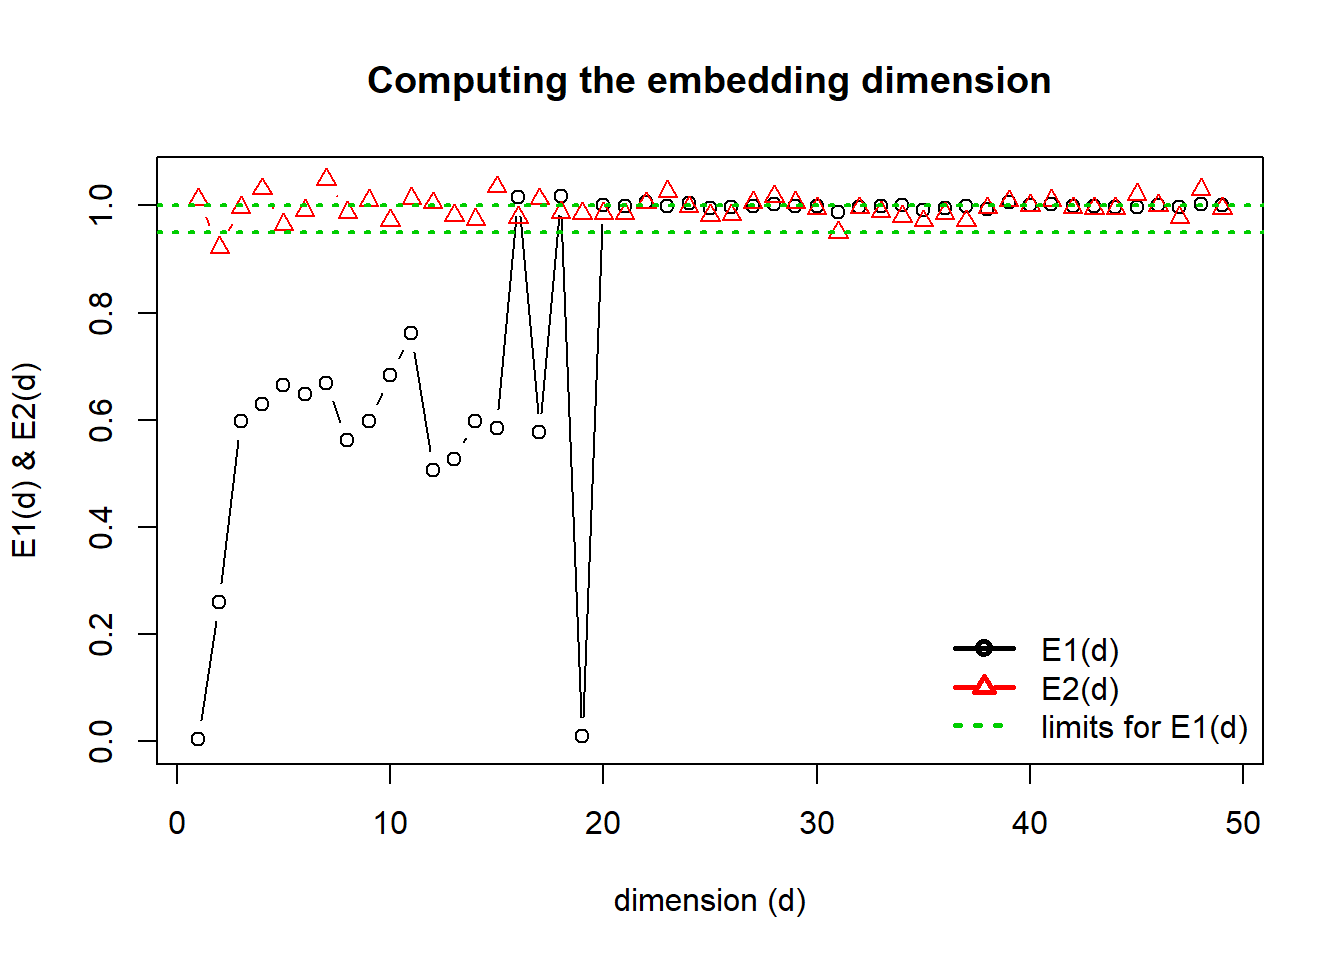 Computing the embedding dimension
E1(d) & E2(d)
1.0
0.8
0.6
0.4
0.2
0.0
0 10 20 30 40 50
dimension (d)
E1(d)
E2(d)
limits for E1(d)